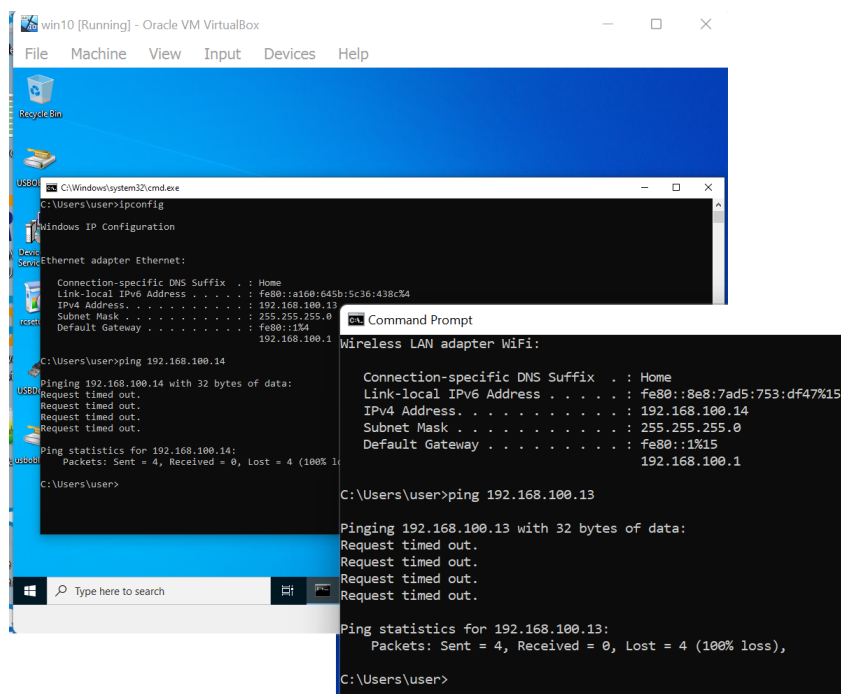 win10 [Running] - Oracle VM VirtualBox
File Machine View Input Devices Help
Recycle Bin
C:\Windows\system32\cmd.exe
C:\Users\user>ipconfig
Windows IP Configuration
Ethernet adapter Ethernet:
Connection-specific DNS Suffix . : Home
Link-local IPv6 Address . . . . . : fe80::a160:645b:5c36:438c%4
IPv4 Address. . . . . . . . . . . : 192.168.100.13
Subnet Mask . . . . . . . . . . . : 255.255.255.0
Default Gateway . . . . . . . . . : fe80::1%4
192.168.100.1
C:\Users\user>ping 192.168.100.14
Pinging 192.168.100.14 with 32 bytes of data:
Request timed out.
Request timed out.
Request timed out.
Request timed out.
Ping statistics for 192.168.100.14:
Packets: Sent = 4, Received = 0, Lost = 4 (100%
C:\Users\user>
Type here to search
Command Prompt
Wireless LAN adapter WiFi:
Connection-specific DNS Suffix . : Home
Link-local IPv6 Address . . . . . : fe80::8e8:7ad5:753:df47%15
IPv4 Address. . . . . . . . . . . : 192.168.100.14
Subnet Mask . . . . . . . . . . . : 255.255.255.0
Default Gateway . . . . . . . . . : fe80::1%15
192.168.100.1
C:\Users\user>ping 192.168.100.13
Pinging 192.168.100.13 with 32 bytes of data:
Request timed out.
Request timed out.
Request timed out.
Request timed out.
Ping statistics for 192.168.100.13:
Packets: Sent = 4, Received = 0, Lost = 4 (100% loss),
C:\Users\user>